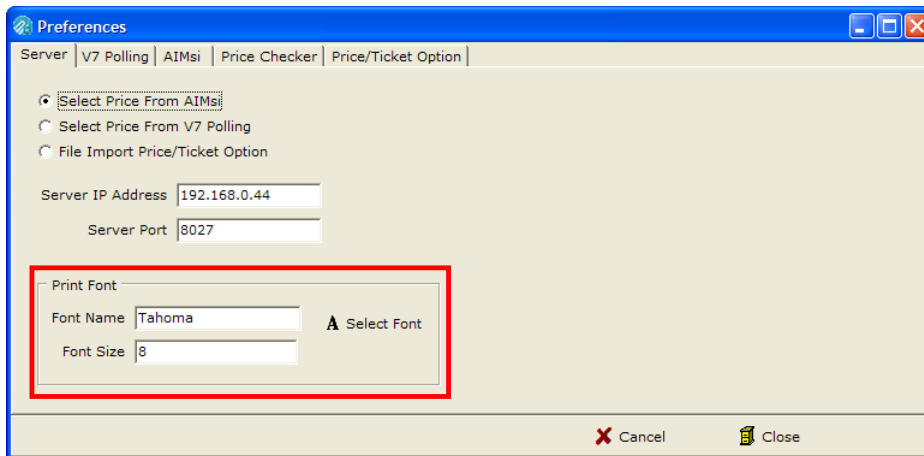 Preferences
Server V7 Polling AIMsi Price Checker Price/Ticket Option
Select Price From AIMsi
Select Price From V7 Polling
File Import Price/Ticket Option
Server IP Address 192.168.0.44
Server Port 8027
Print Font
Font Name Tahoma
A Select Font
Font Size 8
Cancel Close